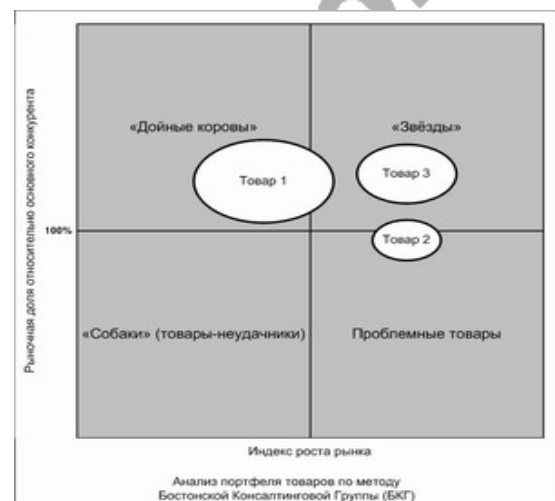 Рыночная доля относительно основного конкурента
«Дойные коровы»
«Звёзды»
Товар 1
Товар 3
100%
Товар 2
«Собаки» (товары-неудачники)
Проблемные товары
Индекс роста рынка
Анализ портфеля товаров по методу
Бостонской Консалтинговой Группы (БКГ)